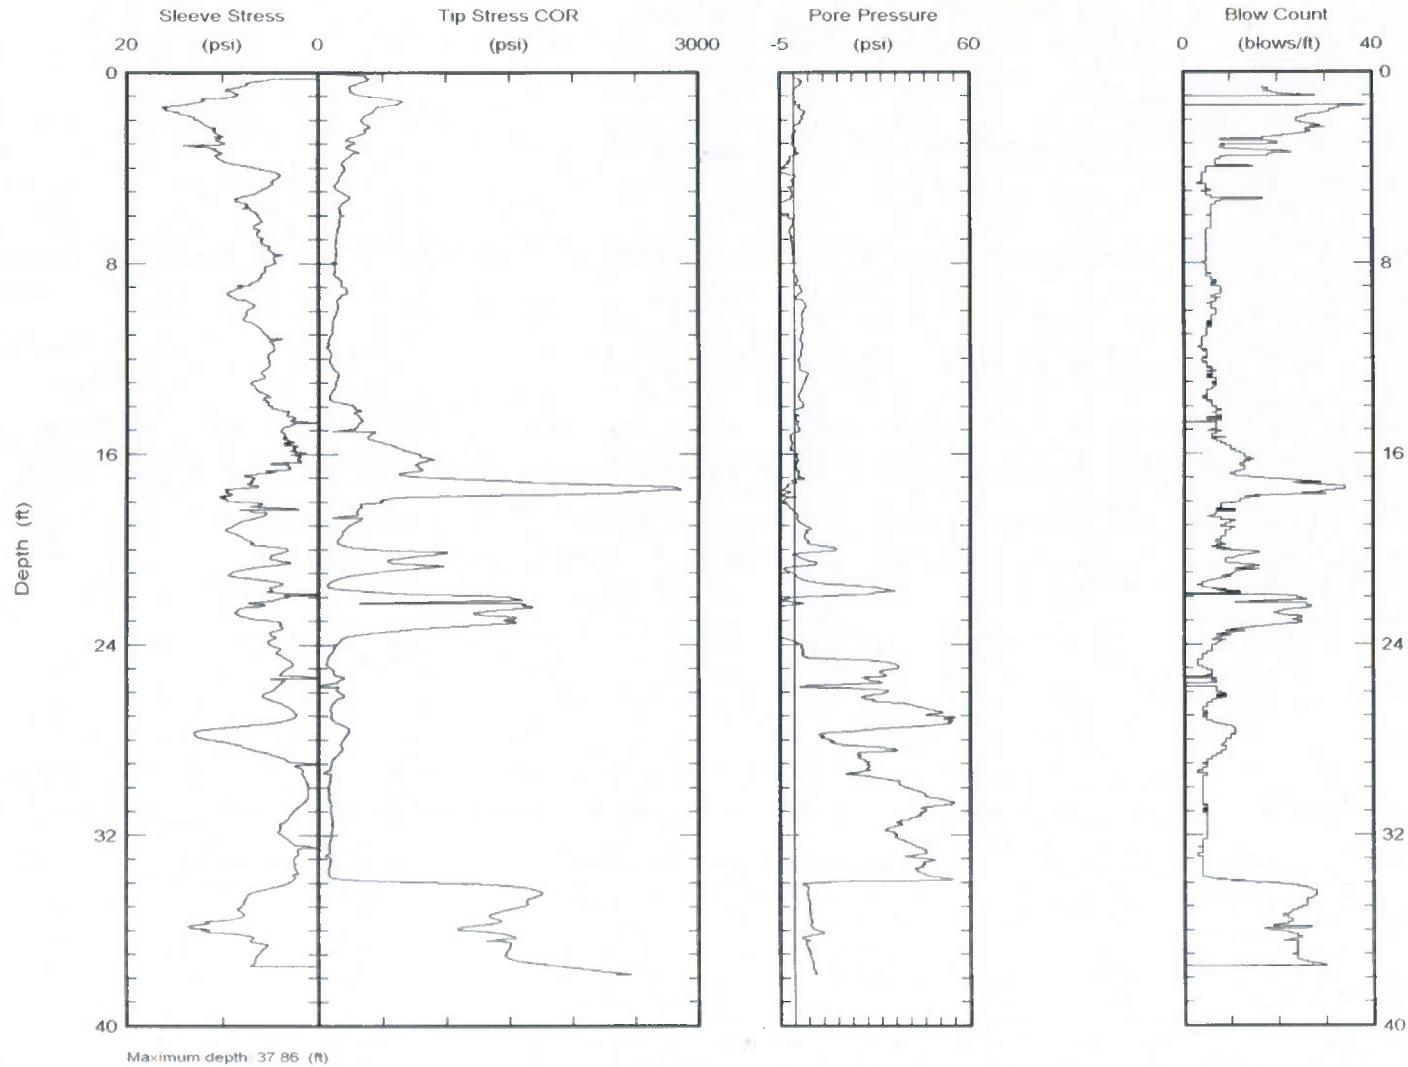 Sleeve Stress Tip Stress COR Pore Pressure Blow Count
20 (psi) 0 (psi) 3000 -5 (psi) 60 0 (blows/ft) 40
0 0
8 8
16 16
24 24
32 32
40 40
Depth (ft)
Maximum depth 37.86 (ft)